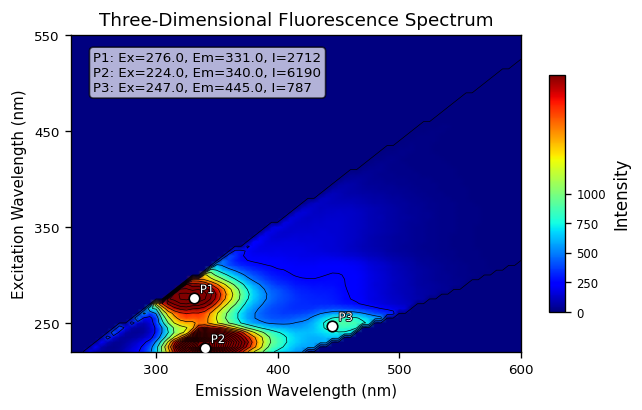 Three-Dimensional Fluorescence Spectrum
P1: Ex=276.0, Em=331.0, I=2712
P2: Ex=224.0, Em=340.0, I=6190
P3: Ex=247.0, Em=445.0, I=787
Excitation Wavelength (nm)
550
450
350
250
P1
P2
P3
300
400
500
600
Emission Wavelength (nm)
1000
750
500
250
0
Intensity